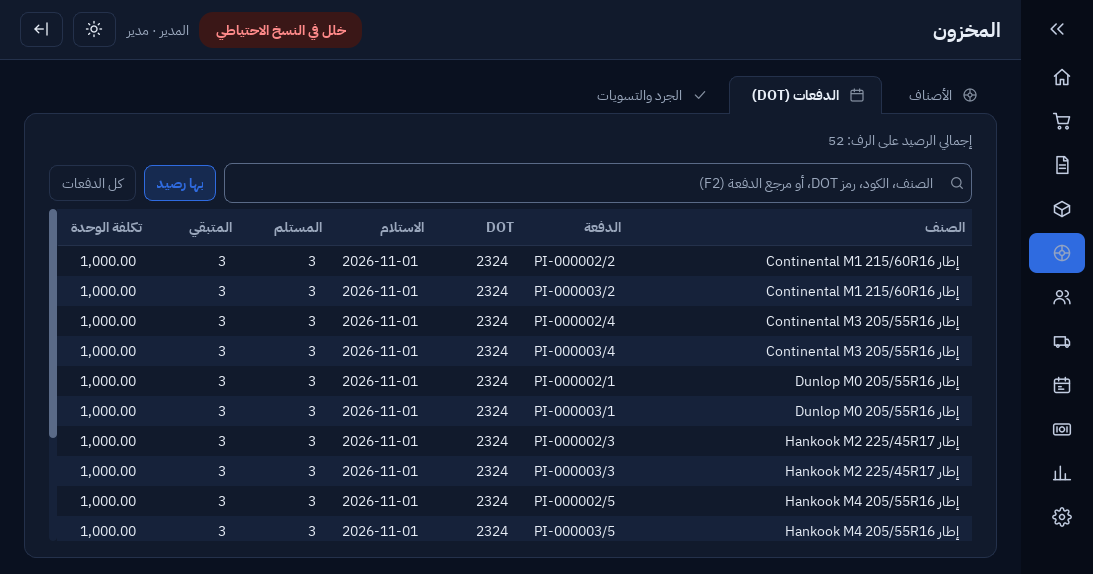 المخزون
خلل في النسخ الاحتياطي
المدير · مدير
الأصناف
الدفعات (DOT)
الجرد والتسويات
إجمالي الرصيد على الرف: 52
الصنف، الكود، رمز DOT، أو مرجع الدفعة (F2)
بها رصيد
كل الدفعات
الصنف الدفعة DOT الاستلام المستلم المتبقي تكلفة الوحدة
إطار Continental M1 215/60R16 PI-000002/2 2324 2026-11-01 3 3 1,000.00
إطار Continental M1 215/60R16 PI-000003/2 2324 2026-11-01 3 3 1,000.00
إطار Continental M3 205/55R16 PI-000002/4 2324 2026-11-01 3 3 1,000.00
إطار Continental M3 205/55R16 PI-000003/4 2324 2026-11-01 3 3 1,000.00
إطار Dunlop M0 205/55R16 PI-000002/1 2324 2026-11-01 3 3 1,000.00
إطار Dunlop M0 205/55R16 PI-000003/1 2324 2026-11-01 3 3 1,000.00
إطار Hankook M2 225/45R17 PI-000002/3 2324 2026-11-01 3 3 1,000.00
إطار Hankook M2 225/45R17 PI-000003/3 2324 2026-11-01 3 3 1,000.00
إطار Hankook M4 205/55R16 PI-000002/5 2324 2026-11-01 3 3 1,000.00
إطار Hankook M4 205/55R16 PI-000003/5 2324 2026-11-01 3 3 1,000.00